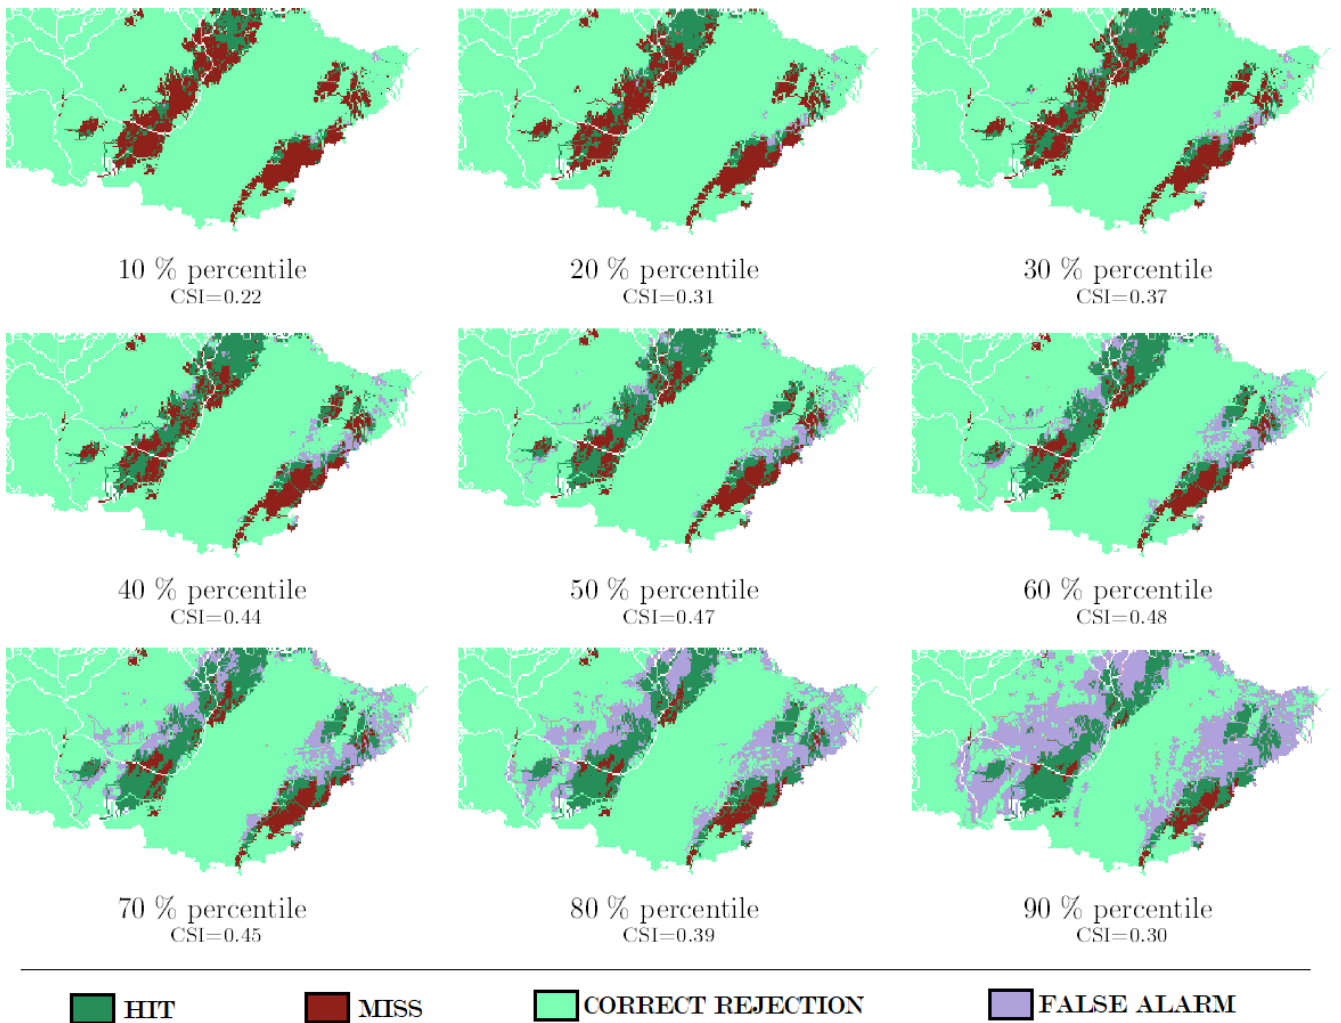 10 % percentile
CSI=0.22
20 % percentile
CSI=0.31
30 % percentile
CSI=0.37
40 % percentile
CSI=0.44
50 % percentile
CSI=0.47
60 % percentile
CSI=0.48
70 % percentile
CSI=0.45
80 % percentile
CSI=0.39
90 % percentile
CSI=0.30
HIT
MISS
CORRECT REJECTION
FALSE ALARM